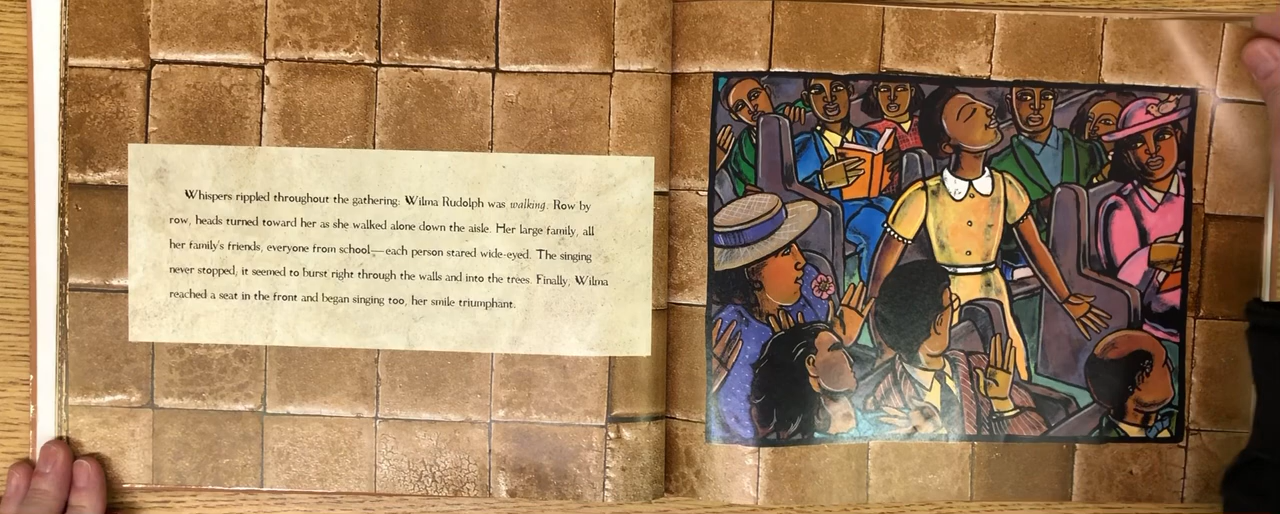 Whispers rippled throughout the gathering: Wilma Rudolph was walking. Row by
row, heads turned toward her as she walked alone down the aisle. Her large family, all
her family's friends, everyone from school—each person stared wide-eyed. The singing
never stopped; it seemed to burst right through the walls and into the trees. Finally, Wilma
reached a seat in the front and began singing too, her smile triumphant.